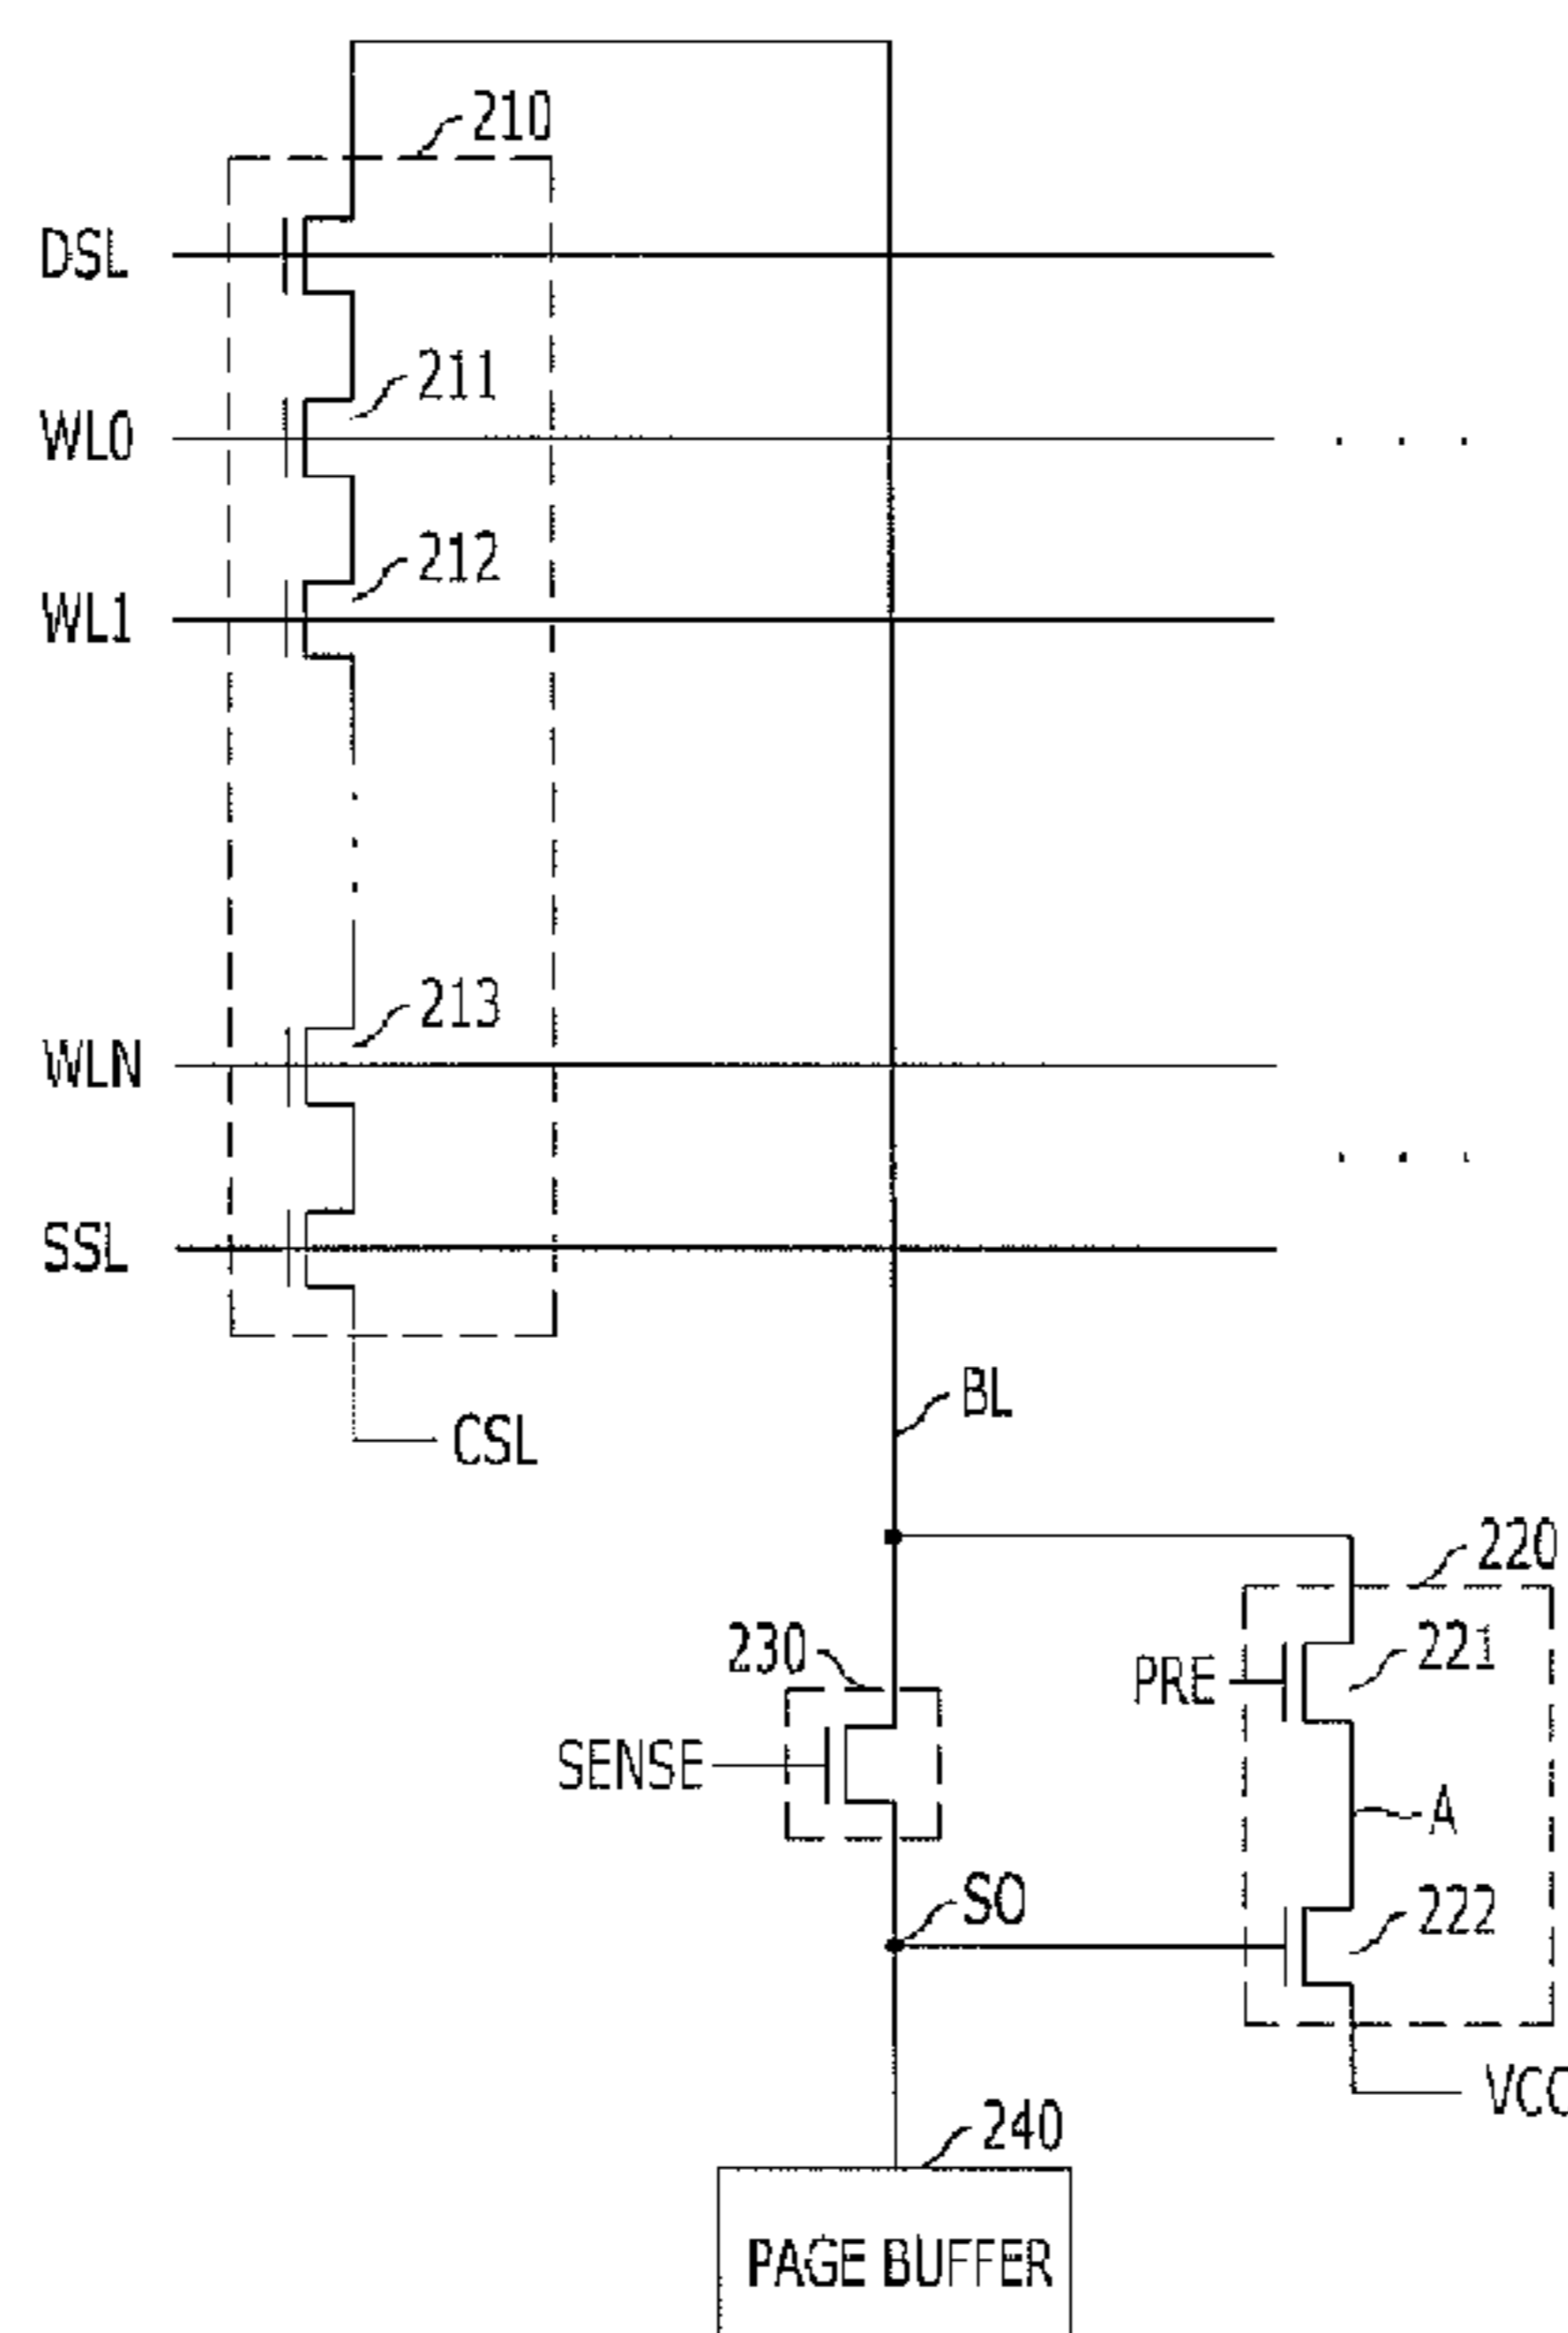 210
DSL
211
WL0
212
WL1
213
WLN
SSL
BL
CSL
220
230
221
PRE
SENSE
A
SO
222
VCC
240
PAGE BUFFER